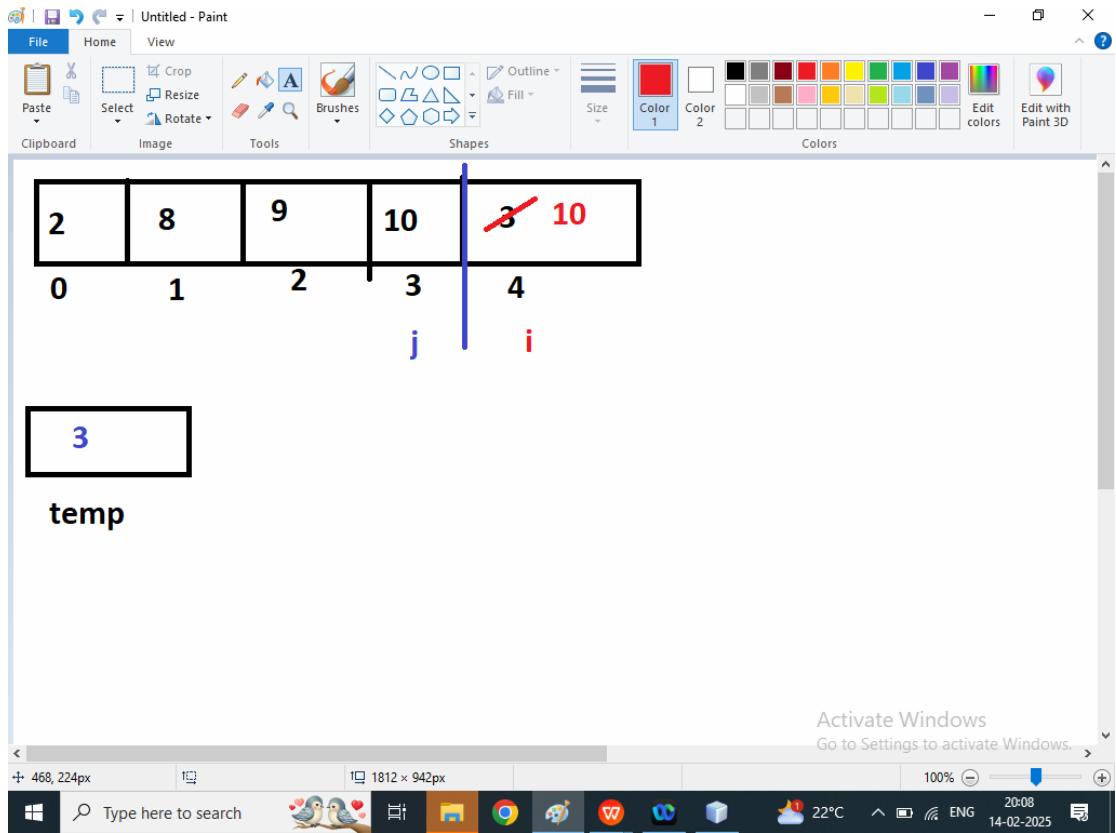 Untitled - Paint
File Home View
Paste
Select
Crop
Resize
Rotate
A
Brushes
Outline
Fill
Size
Color 1
Color 2
Edit colors
Edit with Paint 3D
Clipboard Image Tools Shapes Colors
2 8 9 10 3 10
0 1 2 3 4
j i
3
temp
Activate Windows
Go to Settings to activate Windows.
468, 224px 1812 × 942px 100%
Type here to search 22°C ENG 20:08
14-02-2025